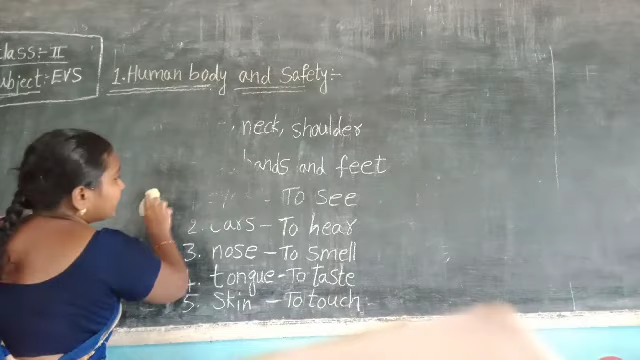 class:- II
ubject:- EVS
1. Human body and Safety:-
neck, shoulder
hands and feet
- To see
2. ears - To hear
3. nose - To smell
tongue - To taste
5. Skin - To touch
F